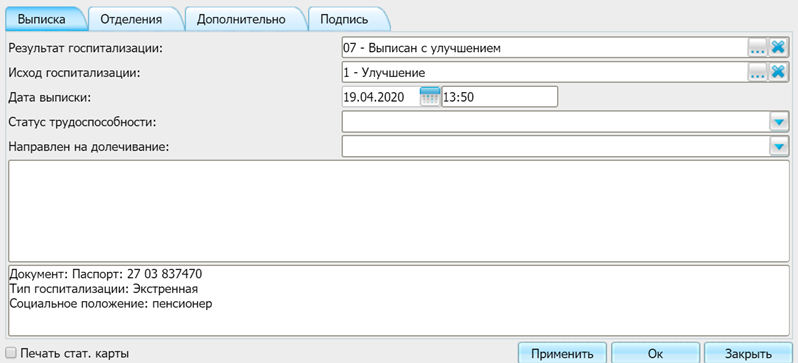 Выписка Отделения Дополнительно Подпись
Результат госпитализации: 07 - Выписан с улучшением ...
Исход госпитализации: 1 - Улучшение ...
Дата выписки: 19.04.2020 13:50
Статус трудоспособности:
Направлен на долечивание:
Документ: Паспорт: 27 03 837470
Тип госпитализации: Экстренная
Социальное положение: пенсионер
Печать стат. карты Применить Ок Закрыть